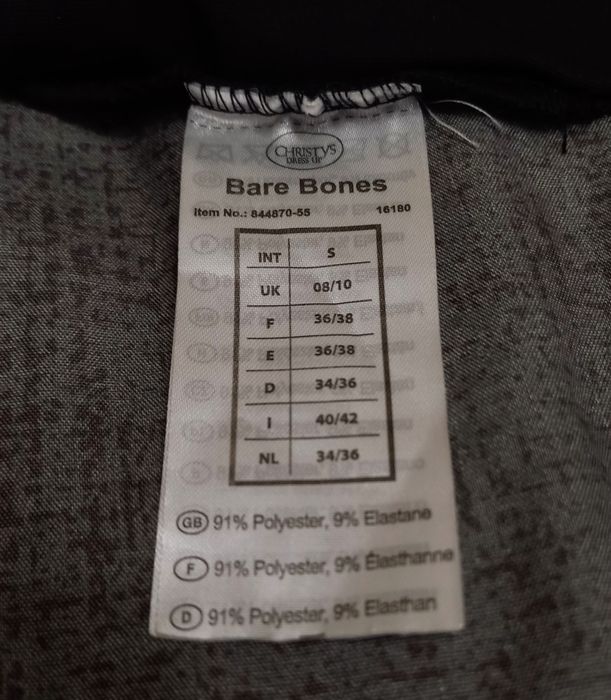 CHRISTYS
DRESS UP
Bare Bones
Item No.: 844870-55 16180
INT S
UK 08/10
F 36/38
E 36/38
D 34/36
I 40/42
NL 34/36
GB 91% Polyester, 9% Elastane
F 91% Polyester, 9% Élasthanne
D 91% Polyester, 9% Elasthan